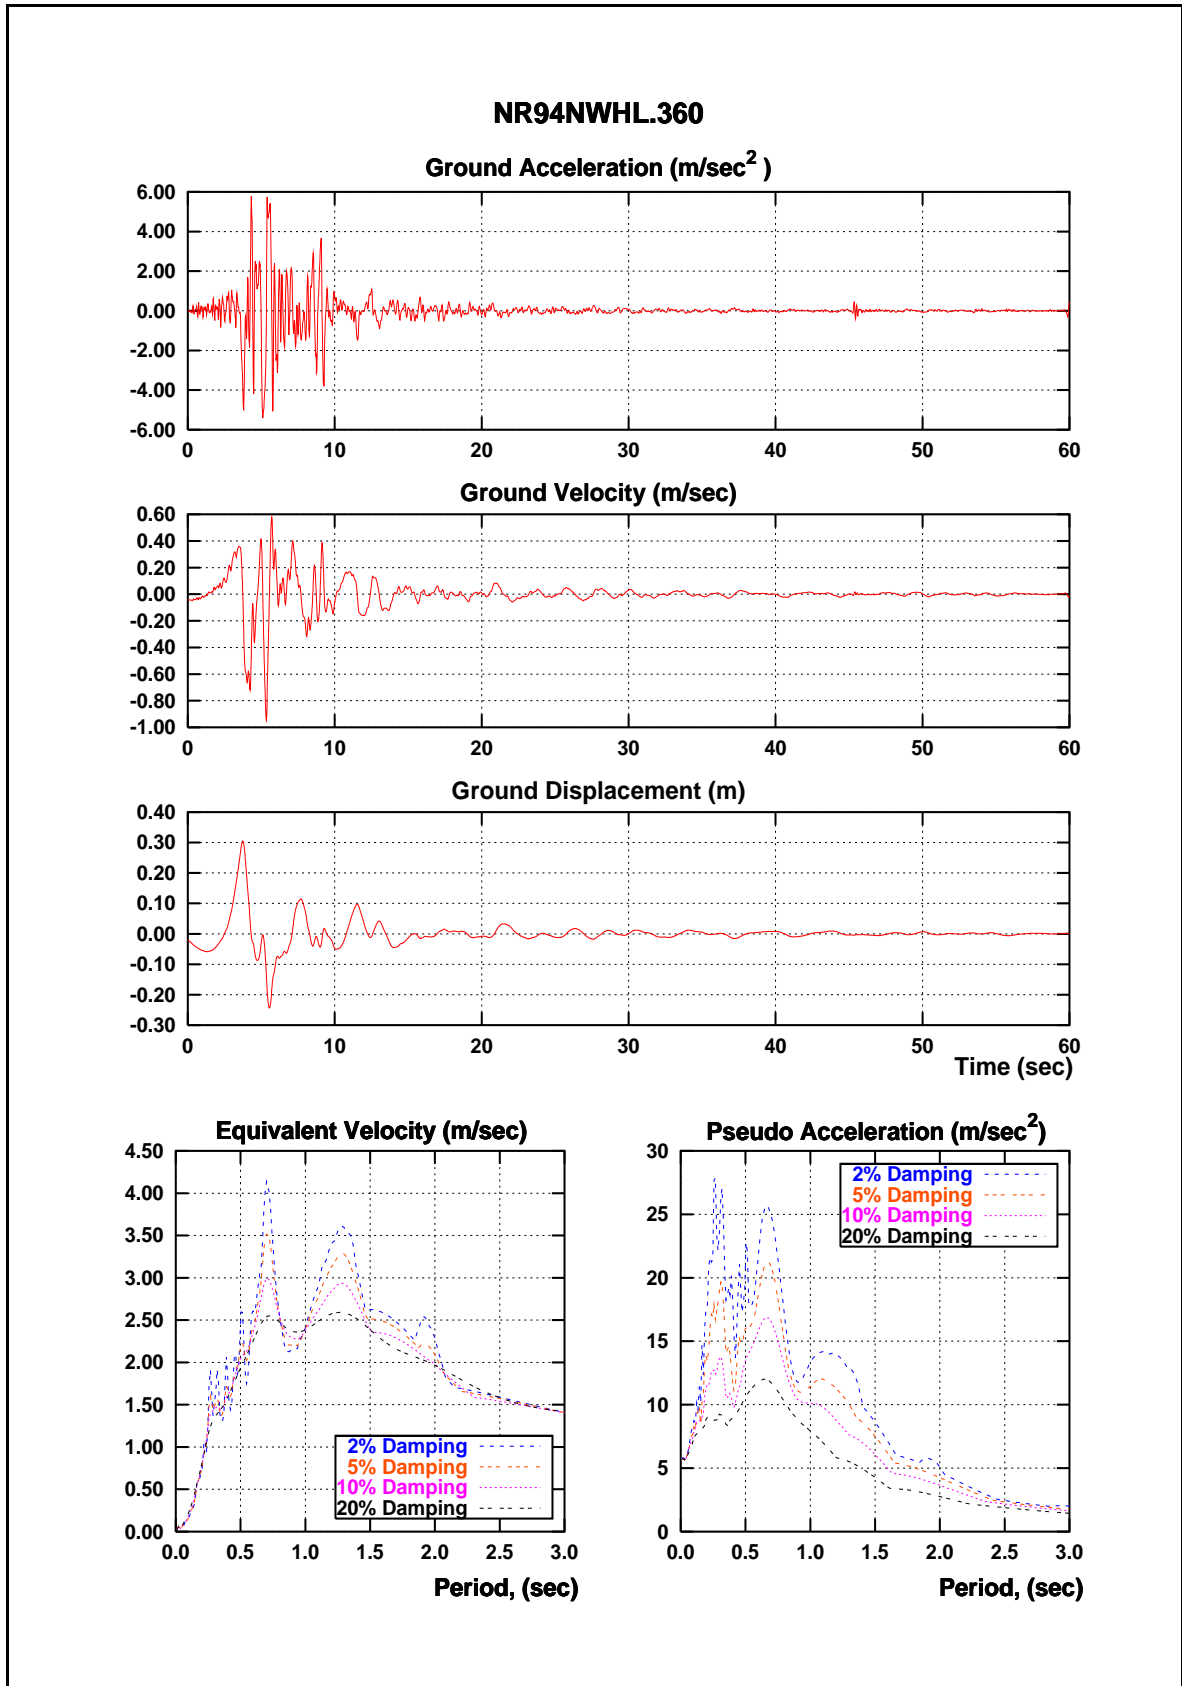 NR94NWHL.360
Ground Acceleration (m/sec2 )
6.00
4.00
2.00
0.00
-2.00
-4.00
-6.00
0 10 20 30 40 50 60
Ground Velocity (m/sec)
0.60
0.40
0.20
0.00
-0.20
-0.40
-0.60
-0.80
-1.00
0 10 20 30 40 50 60
Ground Displacement (m)
0.40
0.30
0.20
0.10
0.00
-0.10
-0.20
-0.30
0 10 20 30 40 50 60
Time (sec)
Equivalent Velocity (m/sec)
4.50
4.00
3.50
3.00
2.50
2.00
1.50
1.00
0.50
0.00
2% Damping
5% Damping
10% Damping
20% Damping
0.0 0.5 1.0 1.5 2.0 2.5 3.0
Period, (sec)
Pseudo Acceleration (m/sec2)
30
25
20
15
10
5
0
2% Damping
5% Damping
10% Damping
20% Damping
0.0 0.5 1.0 1.5 2.0 2.5 3.0
Period, (sec)